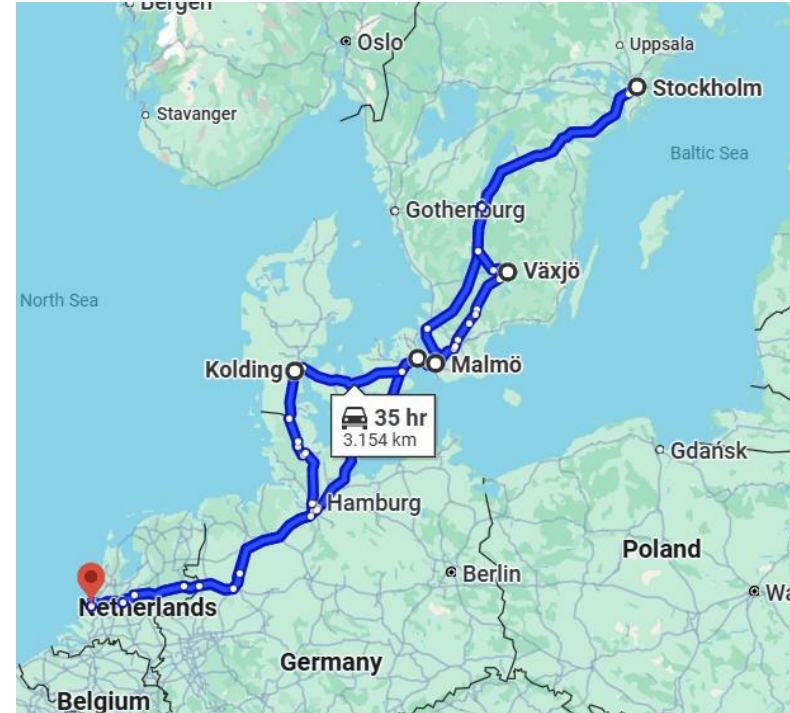 Bergen
Oslo
Uppsala
Stockholm
Stavanger
Baltic Sea
Gothenburg
Växjö
North Sea
Kolding
Malmö
35 hr
3.154 km
Gdańsk
Hamburg
Poland
Berlin
Wa
Netherlands
Germany
Belgium